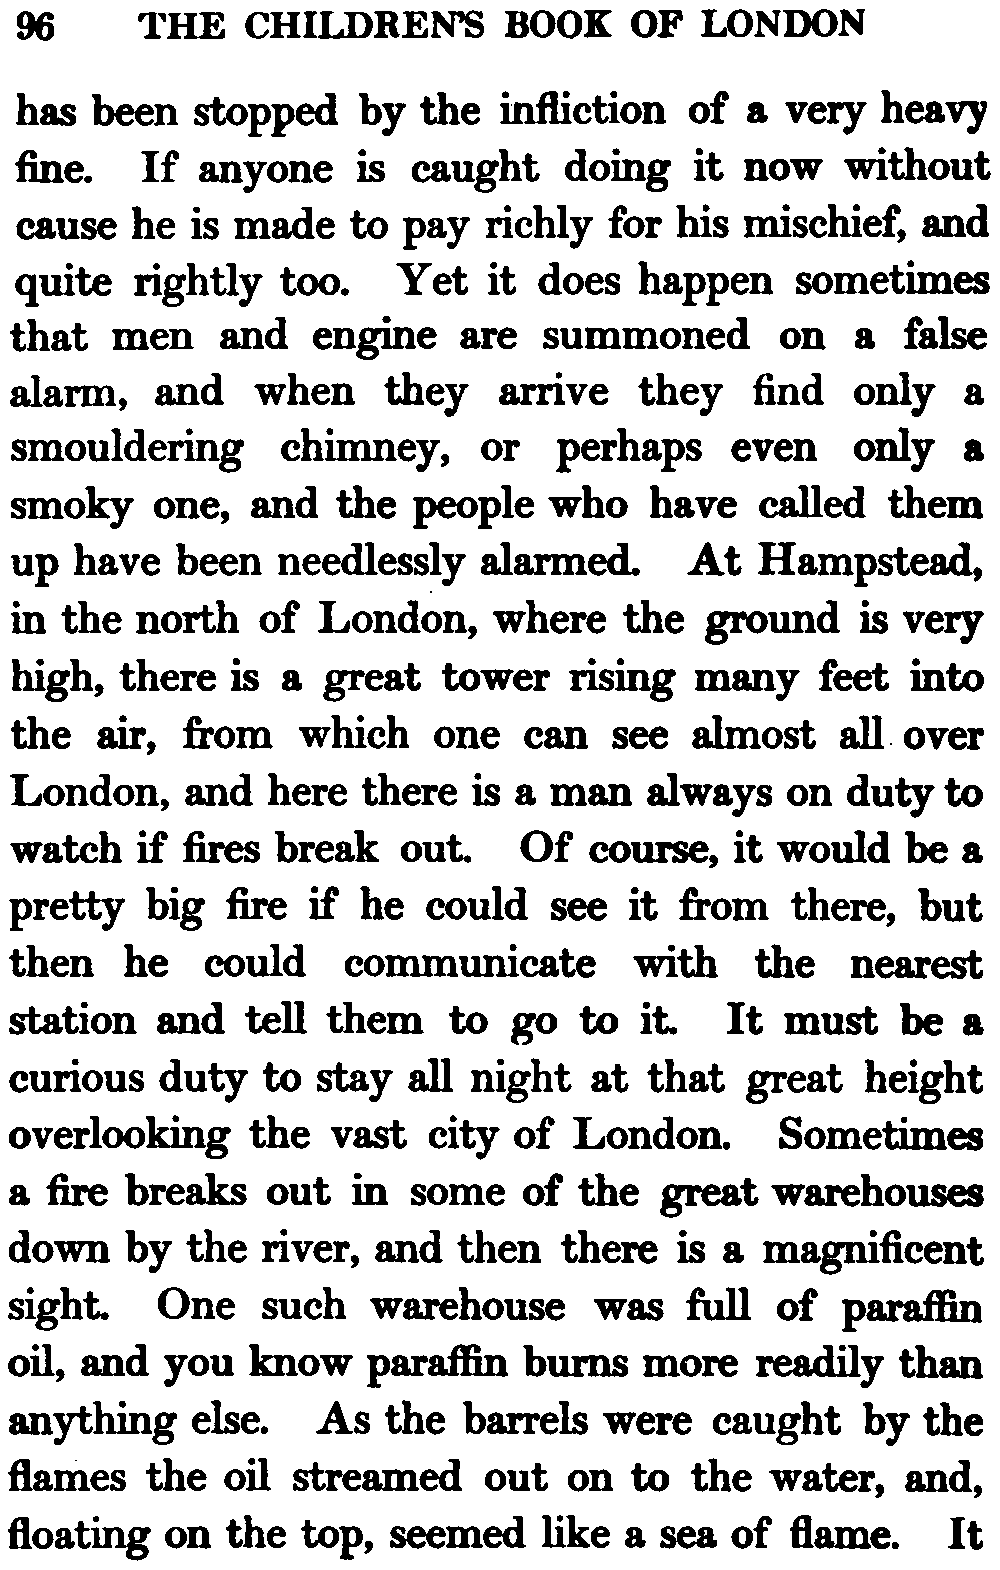 96 THE CHILDREN'S BOOK OF LONDON
has been stopped by the infliction of a very heavy
fine. If anyone is caught doing it now without
cause he is made to pay richly for his mischief, and
quite rightly too. Yet it does happen sometimes
that men and engine are summoned on a false
alarm, and when they arrive they find only a
smouldering chimney, or perhaps even only a
smoky one, and the people who have called them
up have been needlessly alarmed. At Hampstead,
in the north of London, where the ground is very
high, there is a great tower rising many feet into
the air, from which one can see almost all over
London, and here there is a man always on duty to
watch if fires break out. Of course, it would be a
pretty big fire if he could see it from there, but
then he could communicate with the nearest
station and tell them to go to it. It must be a
curious duty to stay all night at that great height
overlooking the vast city of London. Sometimes
a fire breaks out in some of the great warehouses
down by the river, and then there is a magnificent
sight. One such warehouse was full of paraffin
oil, and you know paraffin burns more readily than
anything else. As the barrels were caught by the
flames the oil streamed out on to the water, and,
floating on the top, seemed like a sea of flame. It